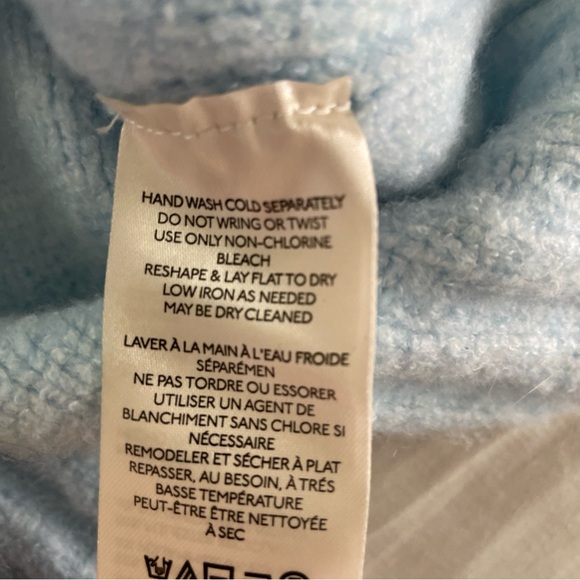 HAND WASH COLD SEPARATELY
DO NOT WRING OR TWIST
USE ONLY NON-CHLORINE
BLEACH
RESHAPE & LAY FLAT TO DRY
LOW IRON AS NEEDED
MAY BE DRY CLEANED
LAVER À LA MAIN À L'EAU FROIDE
SÉPARÉMEN
NE PAS TORDRE OU ESSORER
UTILISER UN AGENT DE
BLANCHIMENT SANS CHLORE SI
NÉCESSAIRE
REMODELER ET SÉCHER À PLAT
REPASSER, AU BESOIN, À TRÉS
BASSE TEMPÉRATURE
PEUT-ÊTRE ÊTRE NETTOYÉE
À SEC